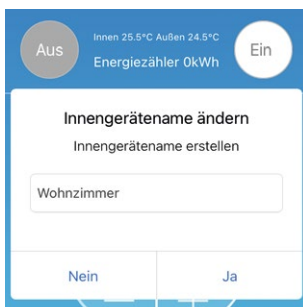 Aus
Innen 25.5°C Außen 24.5°C
Energiezähler 0kWh
Ein
Innengerätename ändern
Innengerätename erstellen
Wohnzimmer
Nein
Ja